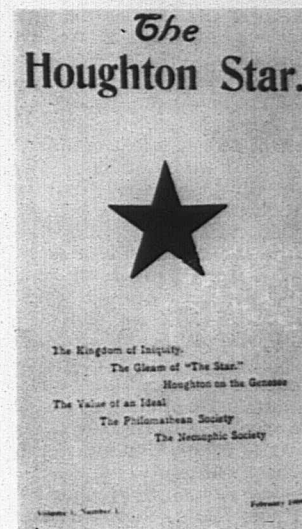 The
Houghton Star.
The Kingdom of Iniquity.
The Gleam of "The Star."
Houghton on the Genesee
The Value of an Ideal
The Philomathean Society
The Neosophic Society
Volume 1, Number 1
February